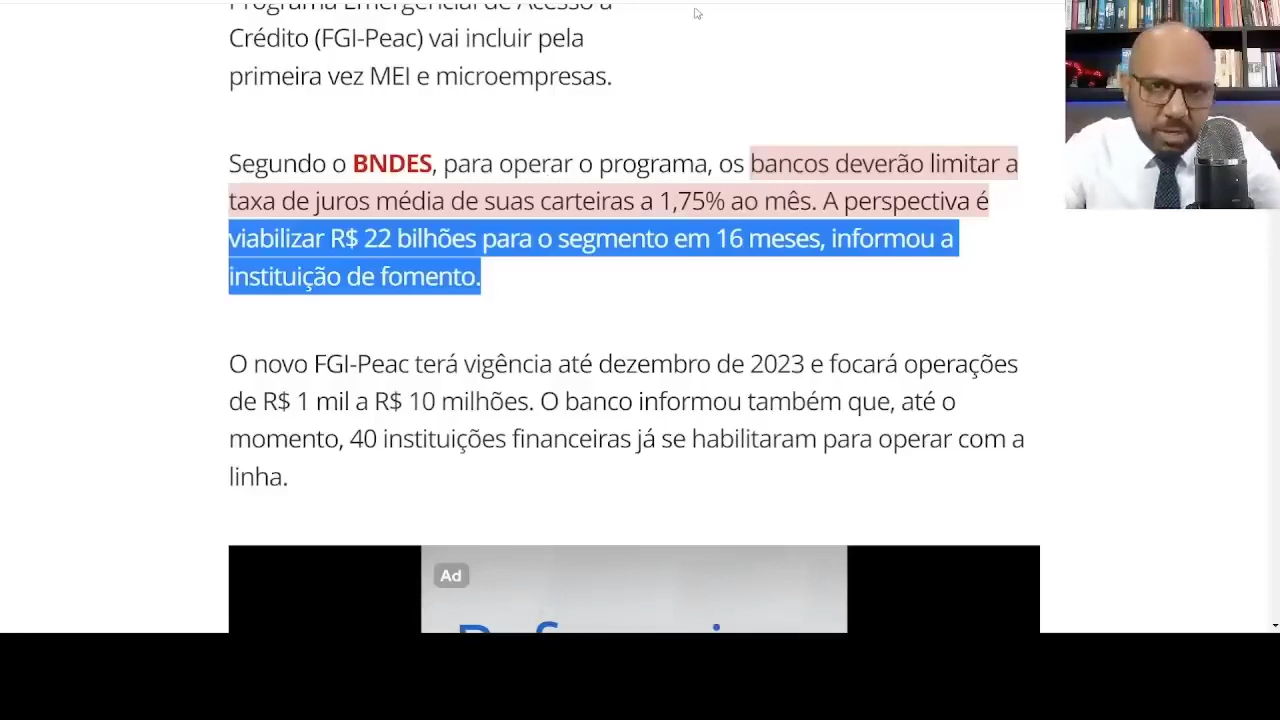 Programa Emergencial de Acesso a
Crédito (FGI-Peac) vai incluir pela
primeira vez MEI e microempresas.
Segundo o BNDES, para operar o programa, os bancos deverão limitar a
taxa de juros média de suas carteiras a 1,75% ao mês. A perspectiva é
viabilizar R$ 22 bilhões para o segmento em 16 meses, informou a
instituição de fomento.
O novo FGI-Peac terá vigência até dezembro de 2023 e focará operações
de R$ 1 mil a R$ 10 milhões. O banco informou também que, até o
momento, 40 instituições financeiras já se habilitaram para operar com a
linha.
Ad